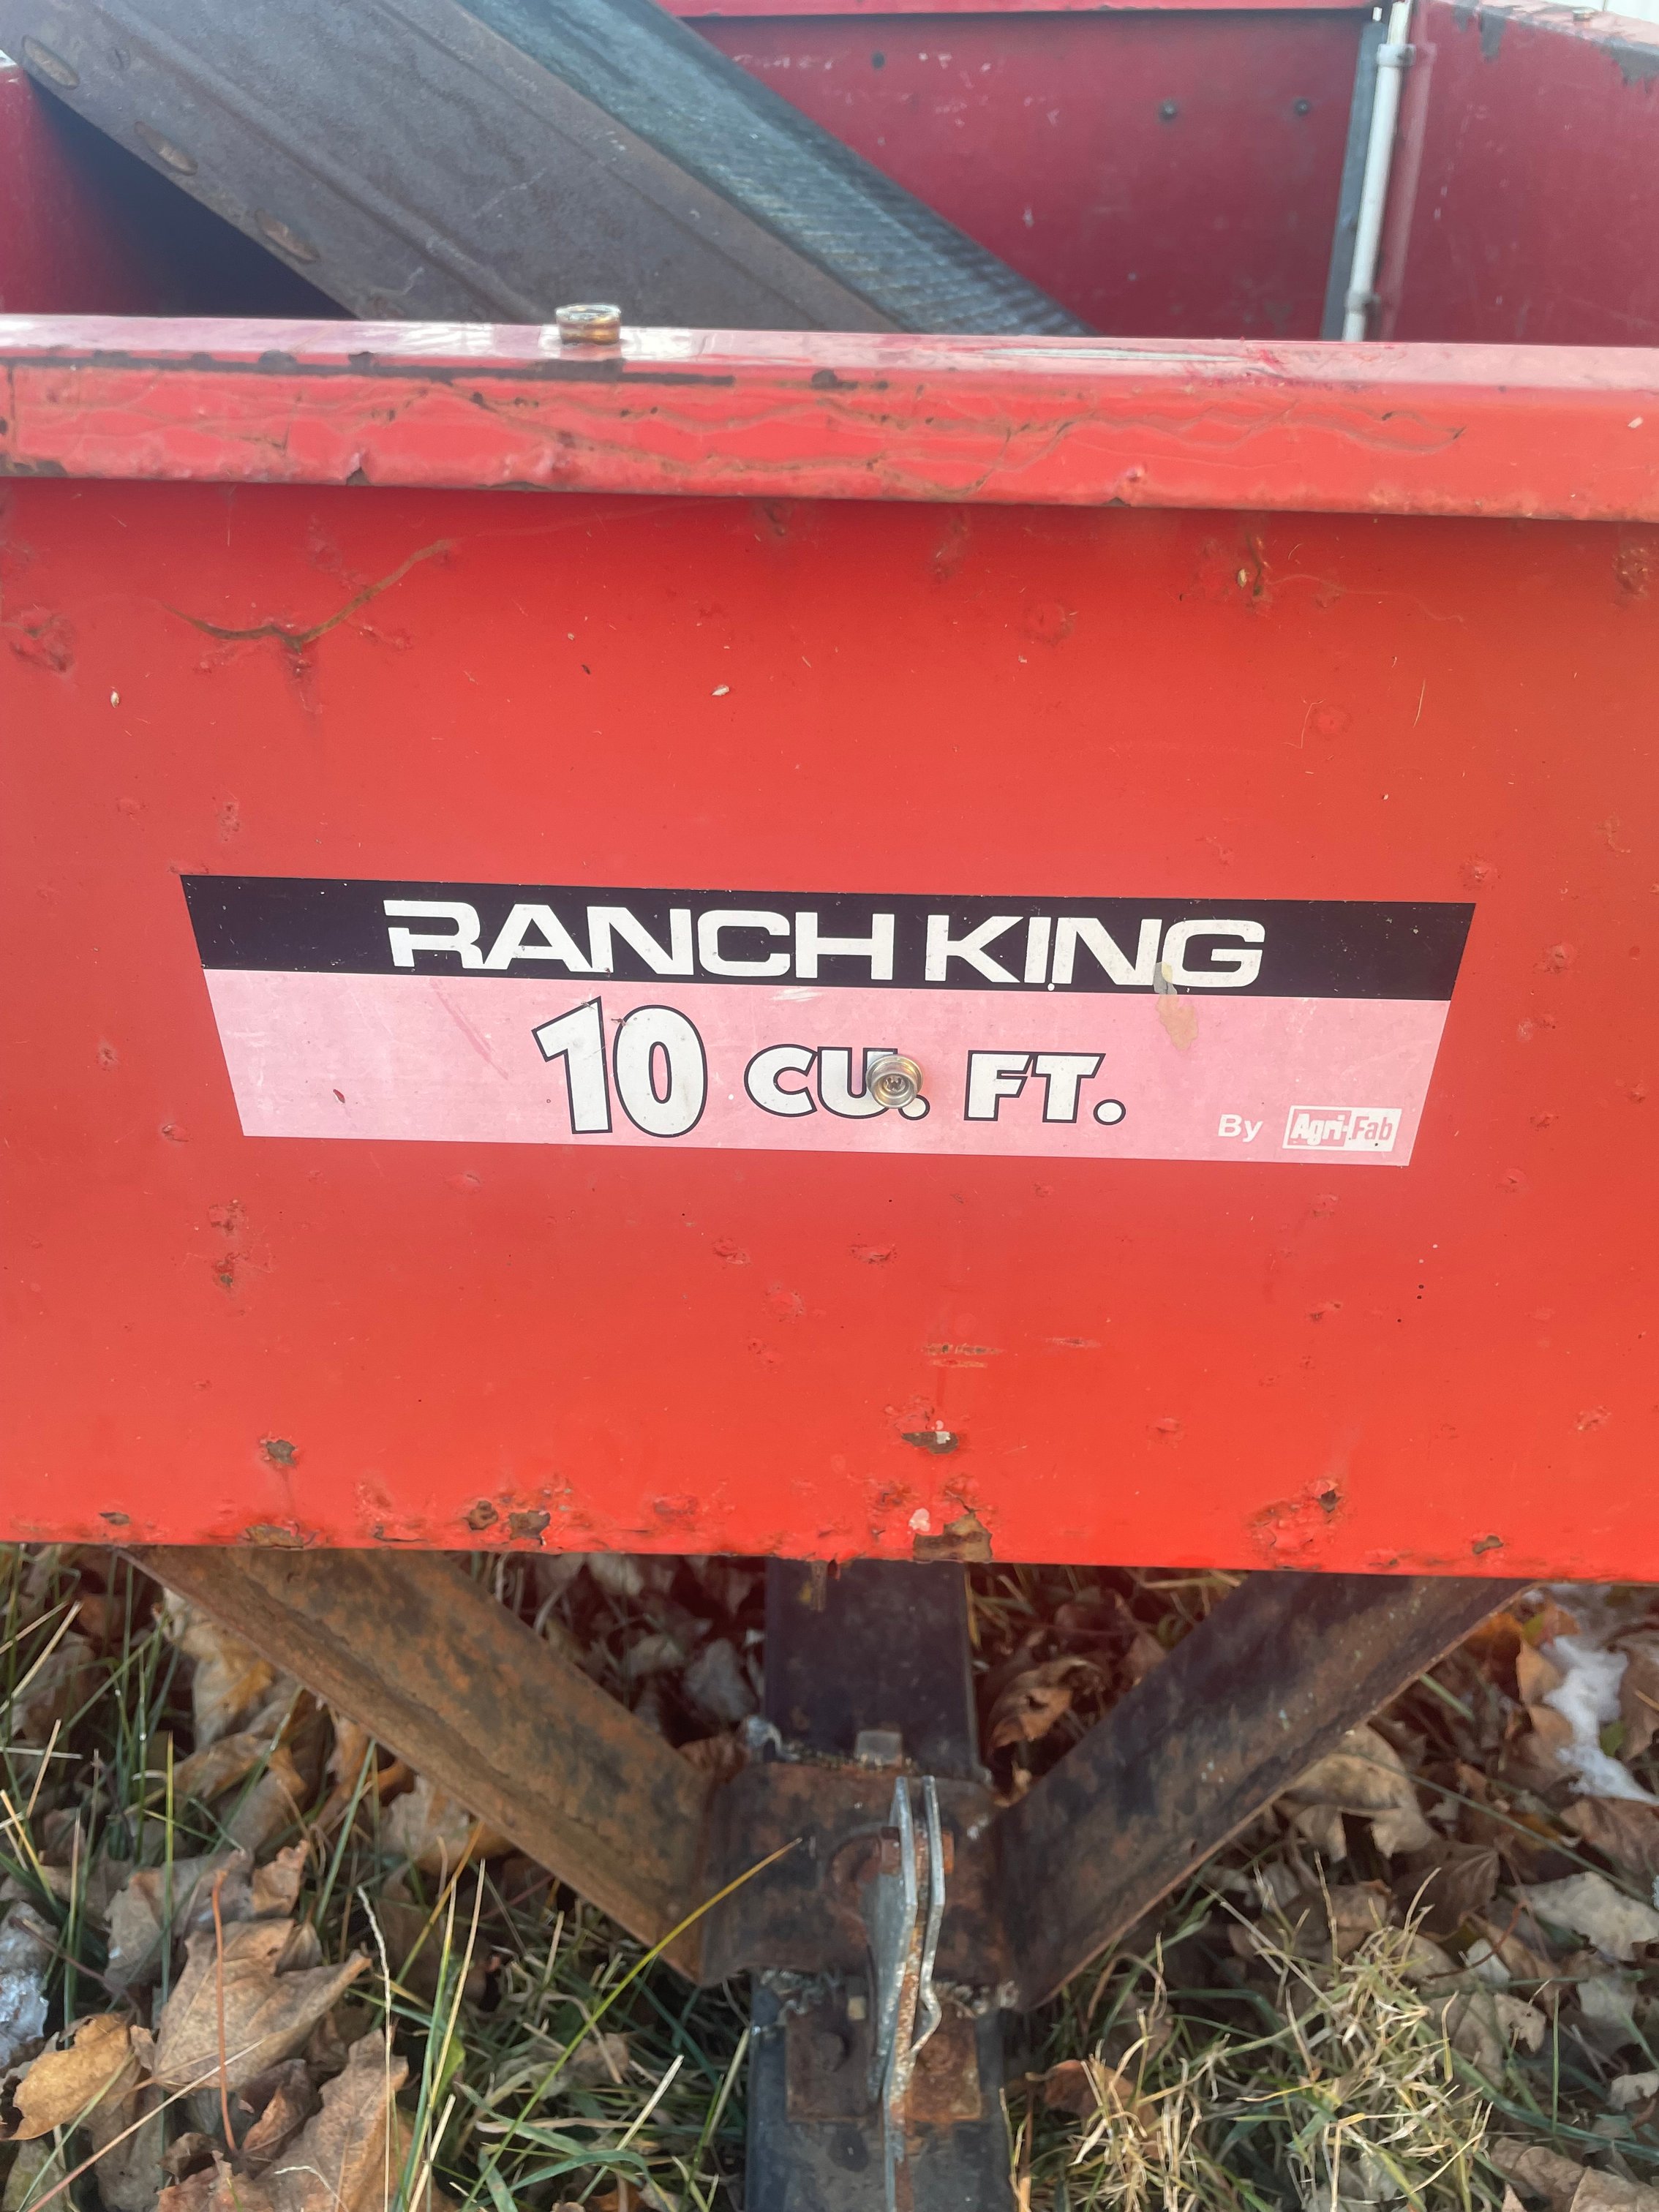 RANCH KING
10 CU. FT.
By Agri-Fab